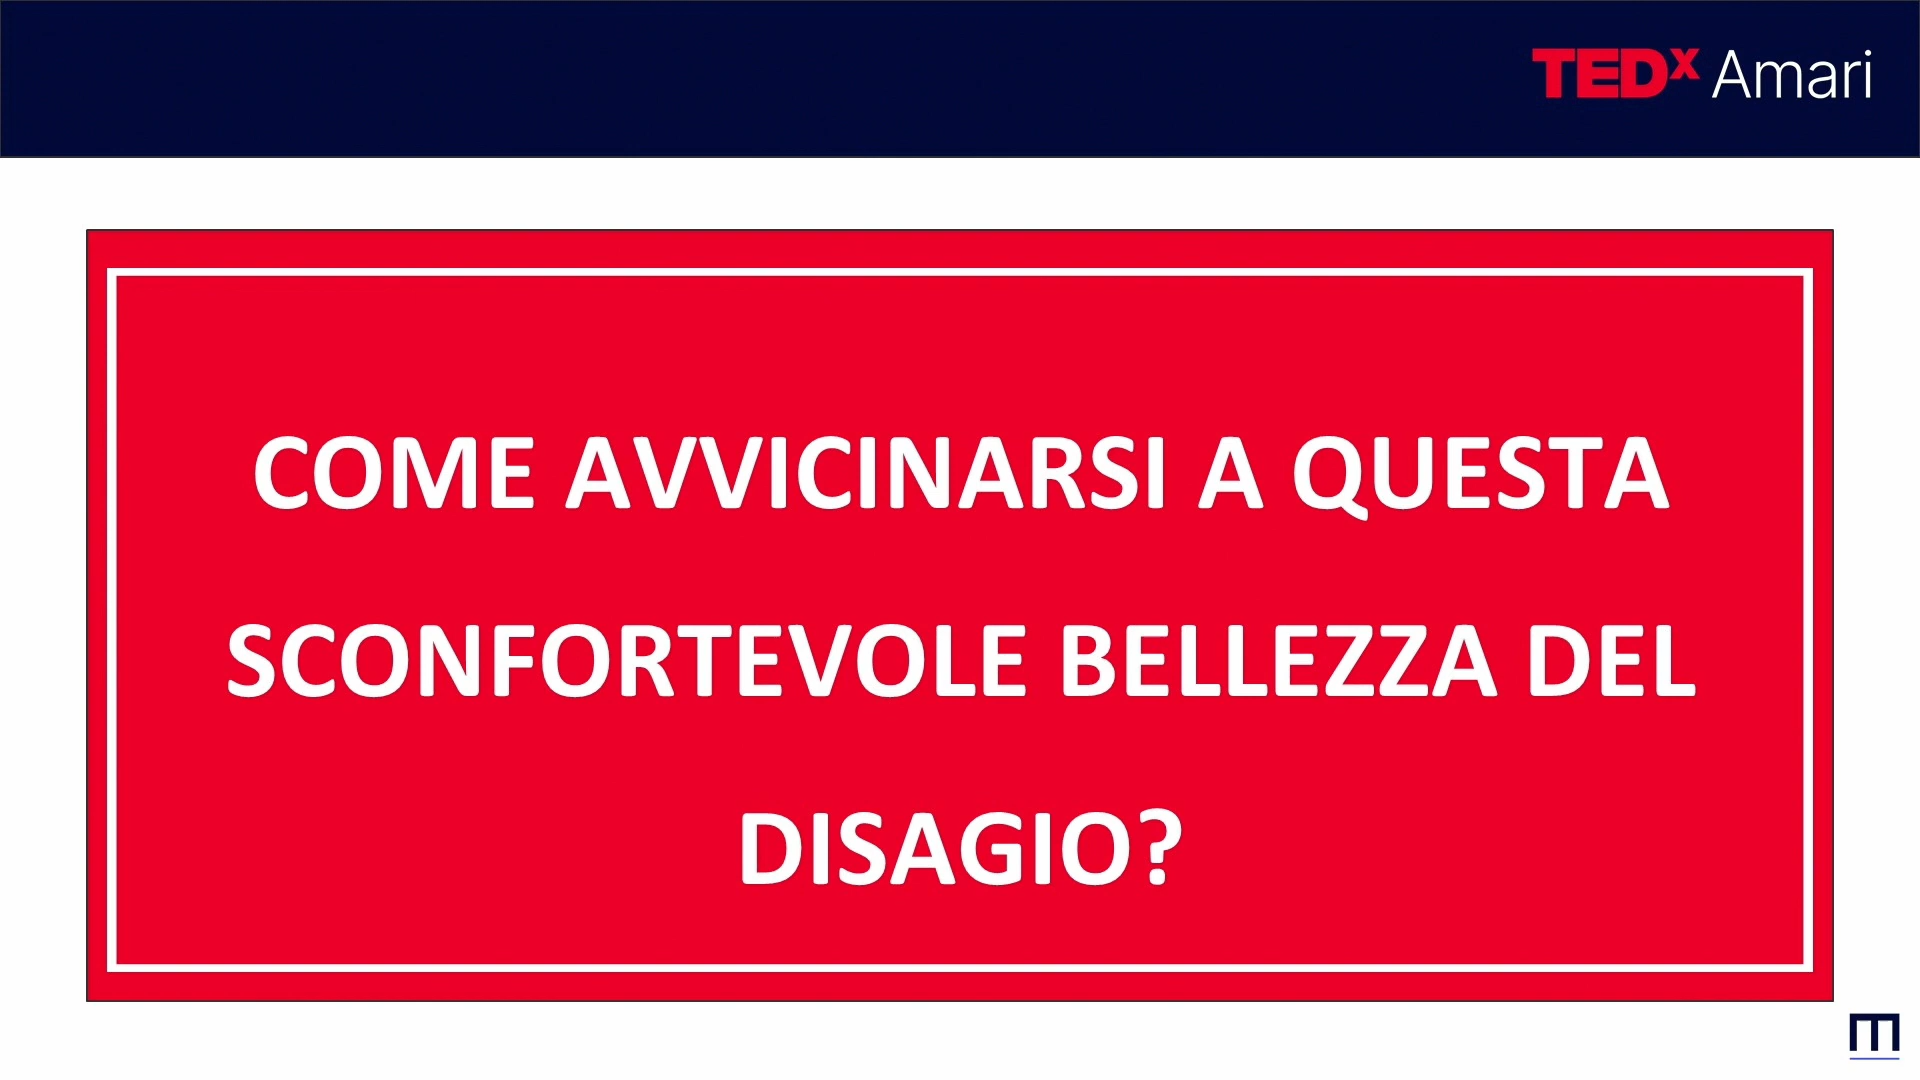 TEDx Amari
COME AVVICINARSI A QUESTA
SCONFORTEVOLE BELLEZZA DEL
DISAGIO?
m